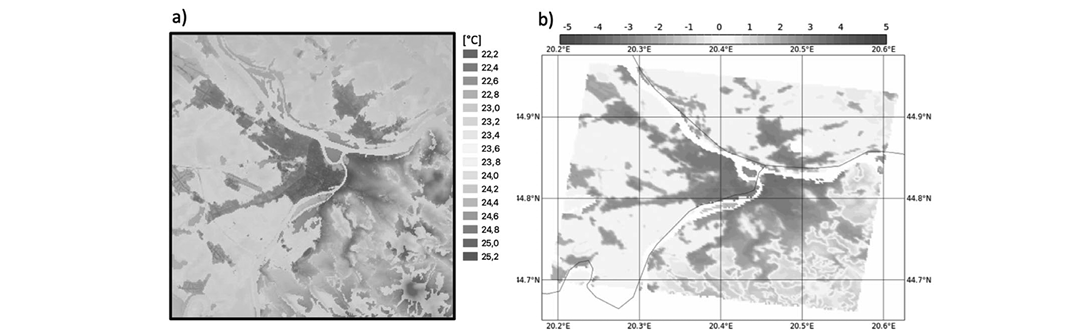 a)
[°C]
22,2
22,4
22,6
22,8
23,0
23,2
23,4
23,6
23,8
24,0
24,2
24,4
24,6
24,8
25,0
25,2
b)
-5 -4 -3 -2 -1 0 1 2 3 4 5
20.2°E 20.3°E 20.4°E 20.5°E 20.6°E
14.9°N 44.9°N
14.8°N 44.8°N
14.7°N 44.7°N
20.2°E 20.3°E 20.4°E 20.5°E 20.6°E